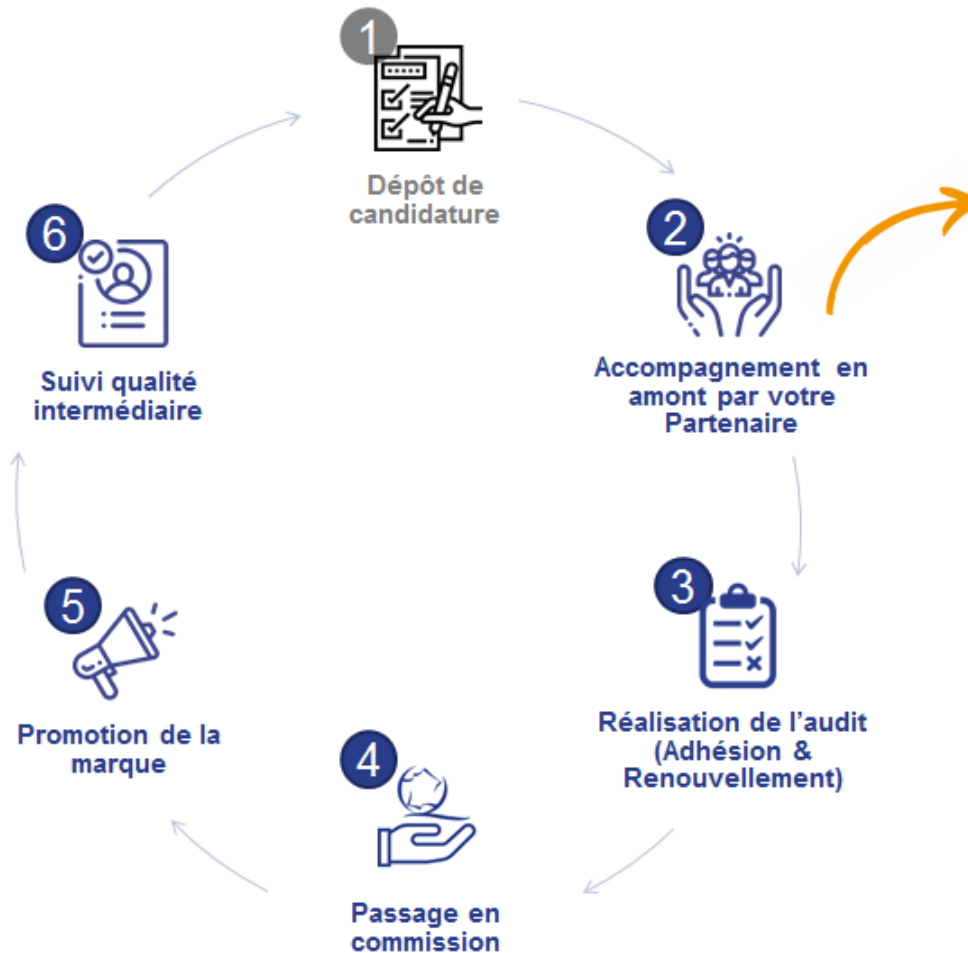 1
Dépôt de
candidature
2
Accompagnement en
amont par votre
Partenaire
3
Réalisation de l'audit
(Adhésion &
Renouvellement)
4
Passage en
commission
5
Promotion de la
marque
6
Suivi qualité
intermédiaire